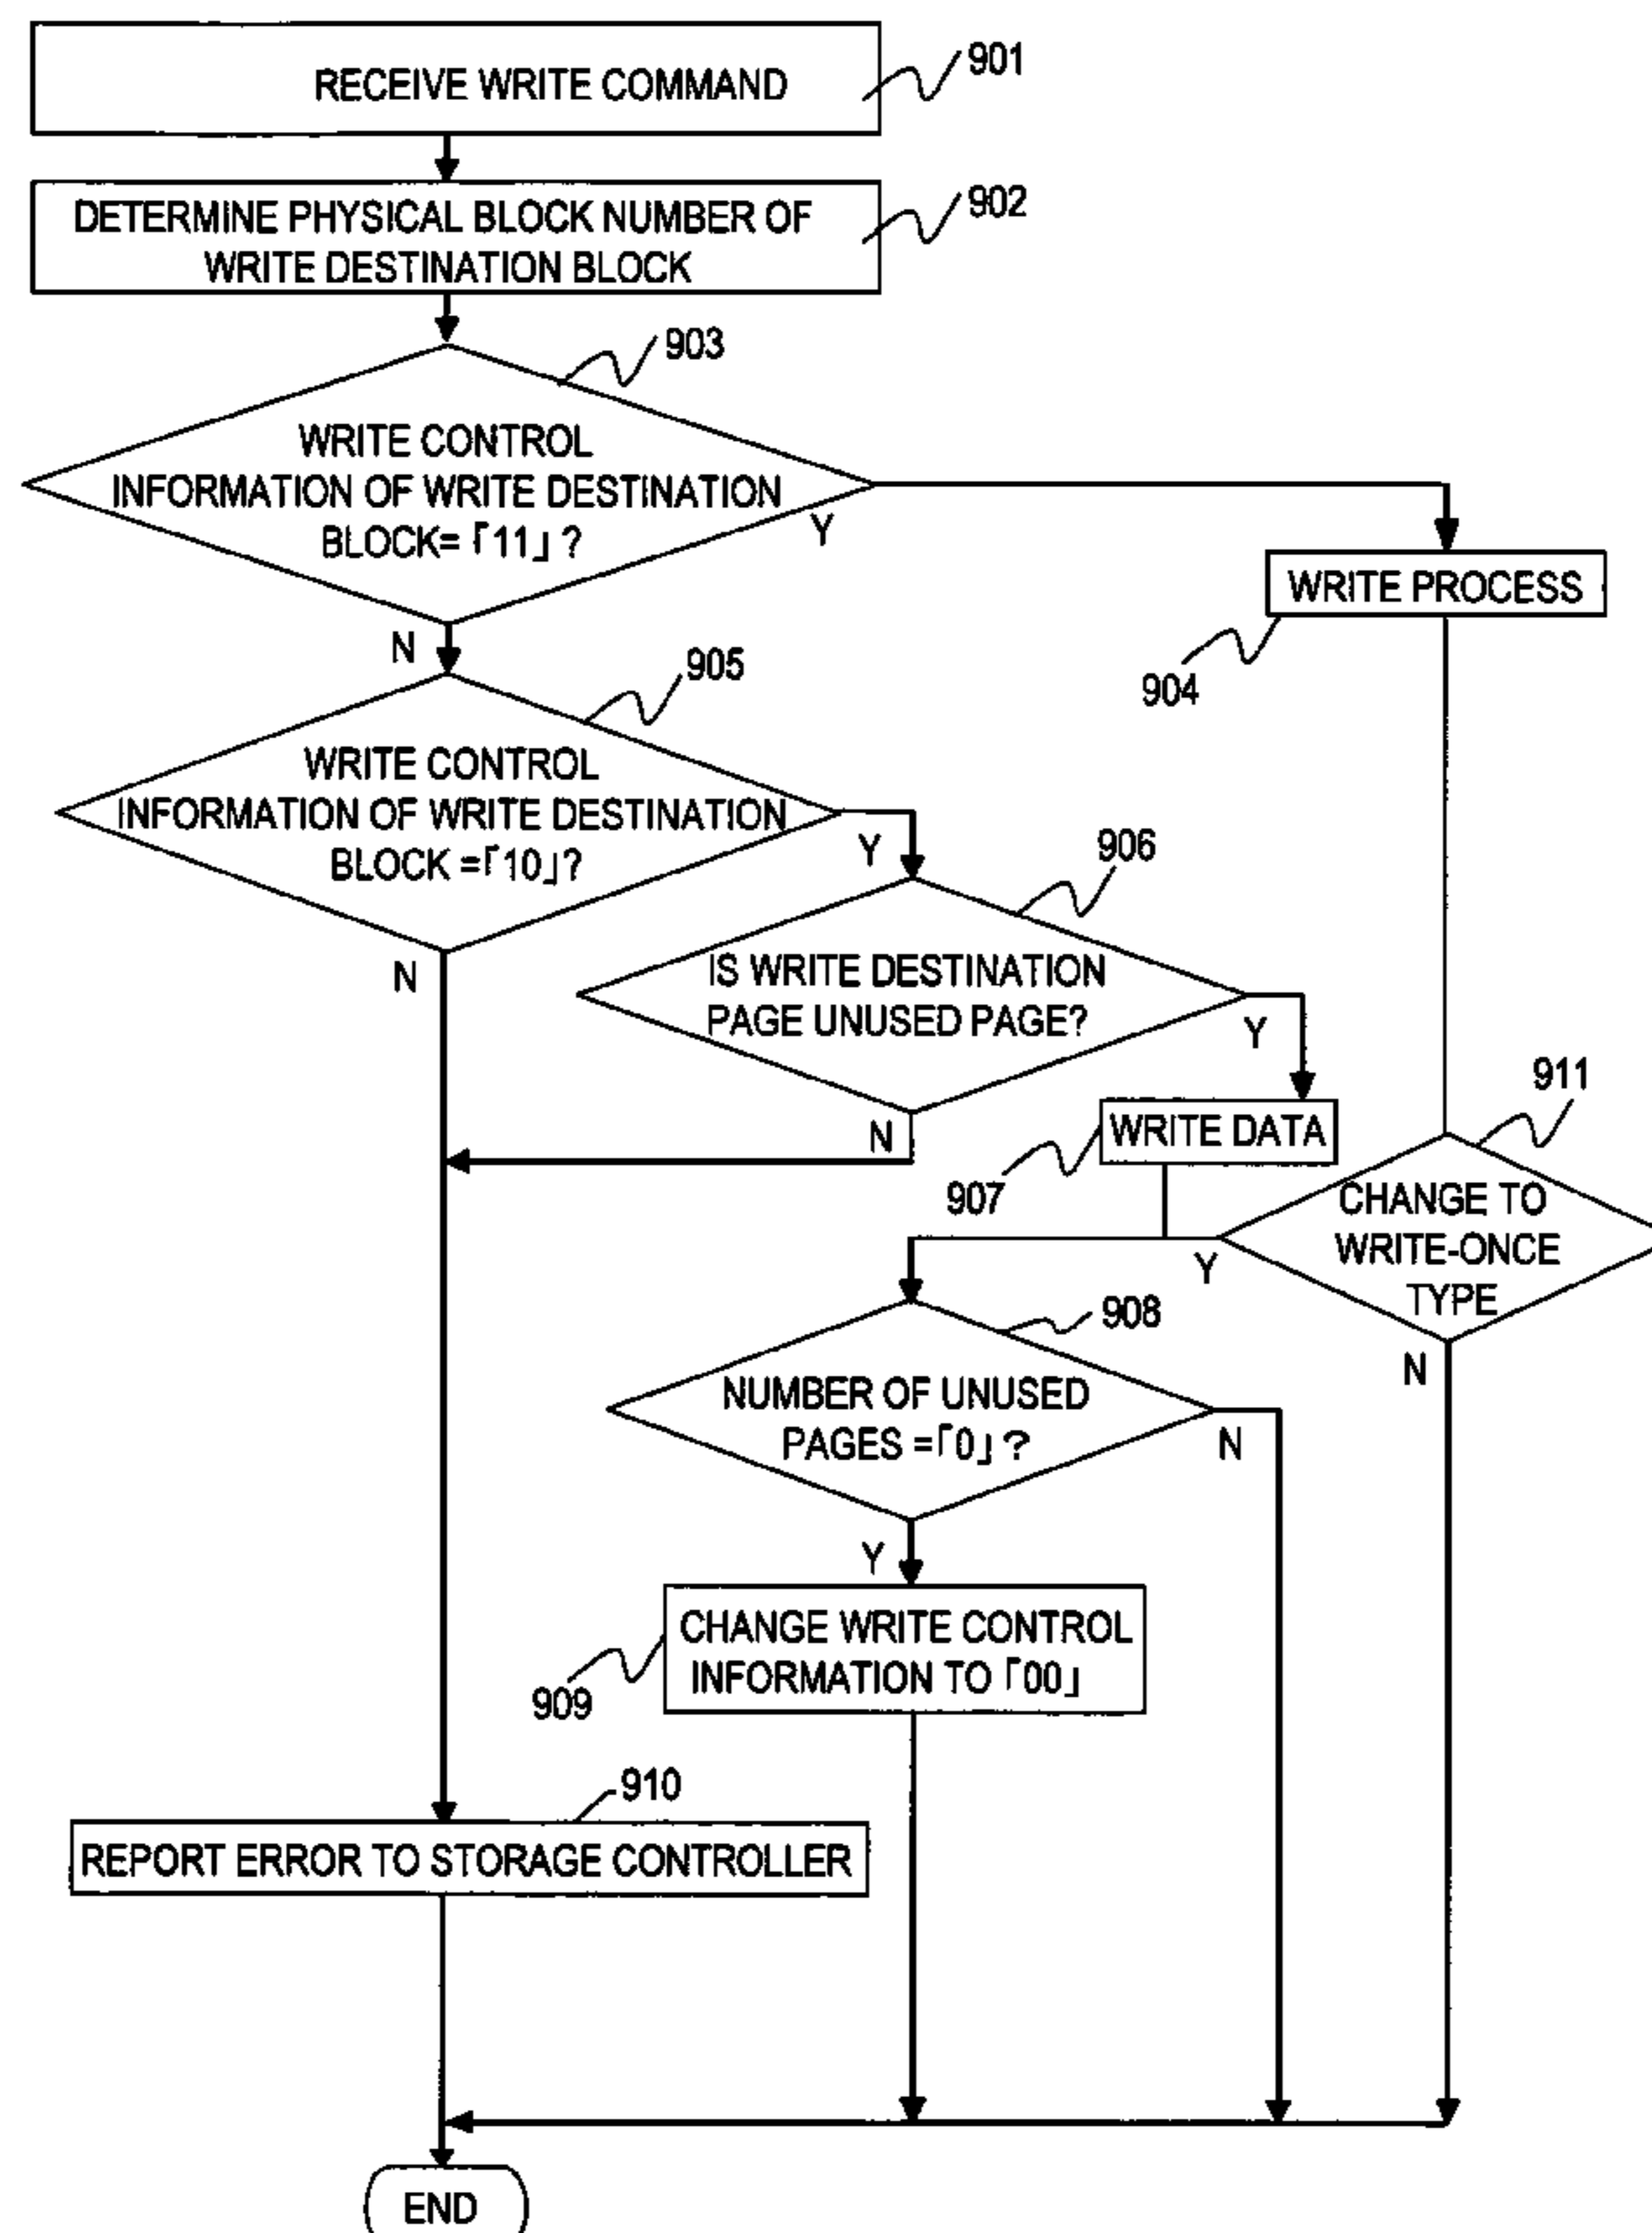 RECEIVE WRITE COMMAND
901
DETERMINE PHYSICAL BLOCK NUMBER OF
WRITE DESTINATION BLOCK
902
903
WRITE CONTROL
INFORMATION OF WRITE DESTINATION
BLOCK=「11」?
Y
N
WRITE PROCESS
904
905
WRITE CONTROL
INFORMATION OF WRITE DESTINATION
BLOCK =「10」?
Y
N
906
IS WRITE DESTINATION
PAGE UNUSED PAGE?
Y
N
WRITE DATA
907
911
CHANGE TO
WRITE-ONCE
TYPE
Y
N
908
NUMBER OF UNUSED
PAGES =「0」?
N
Y
CHANGE WRITE CONTROL
INFORMATION TO「00」
909
910
REPORT ERROR TO STORAGE CONTROLLER
END